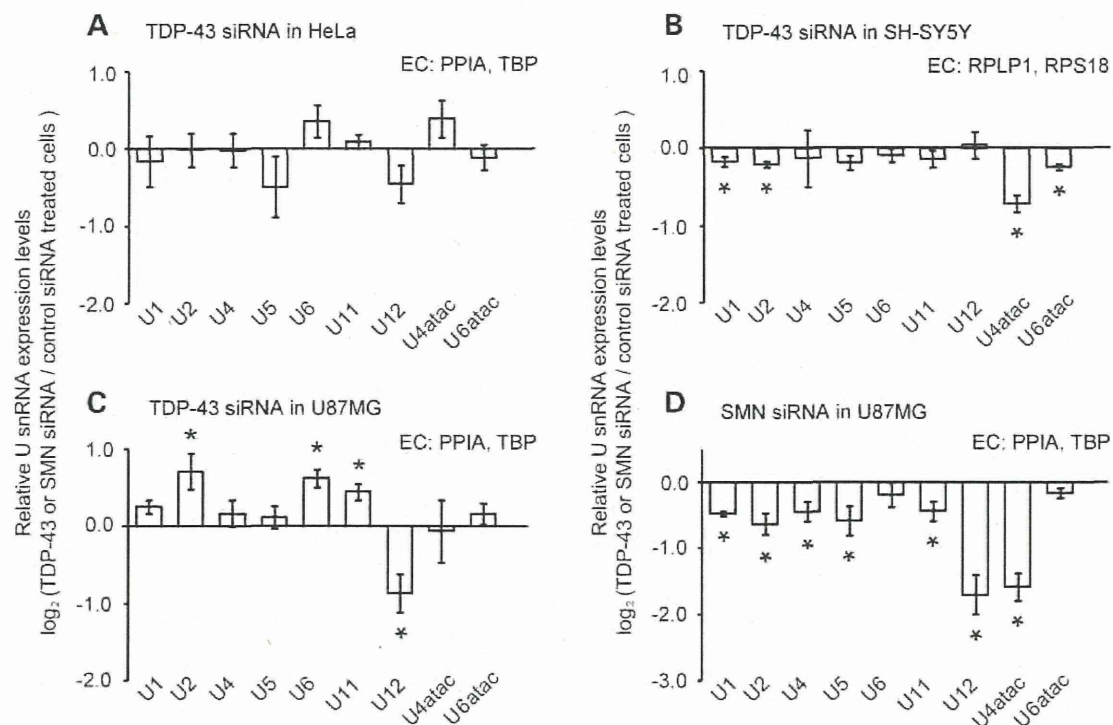 A TDP-43 siRNA in HeLa
EC: PPIA, TBP
1.0
0.0
-1.0
-2.0
U1
U2
U4
U5
U6
U11
U12
U4atac
U6atac
B TDP-43 siRNA in SH-SY5Y
EC: RPLP1, RPS18
1.0
0
-1.0
-2.0
* * * *
U1
U2
U4
U5
U6
U11
U12
U4atac
U6atac
Relative U snRNA expression levels
log₂ (TDP-43 or SMN siRNA / control siRNA treated cells )
Relative U snRNA expression levels
log₂ (TDP-43 or SMN siRNA / control siRNA treated cells )
C TDP-43 siRNA in U87MG
EC: PPIA, TBP
1.0
0.0
-1.0
-2.0
* * * *
U1
U2
U4
U5
U6
U11
U12
U4atac
U6atac
D SMN siRNA in U87MG
EC: PPIA, TBP
0.0
-1.0
-2.0
-3.0
* * * * * * *
U1
U2
U4
U5
U6
U11
U12
U4atac
U6atac